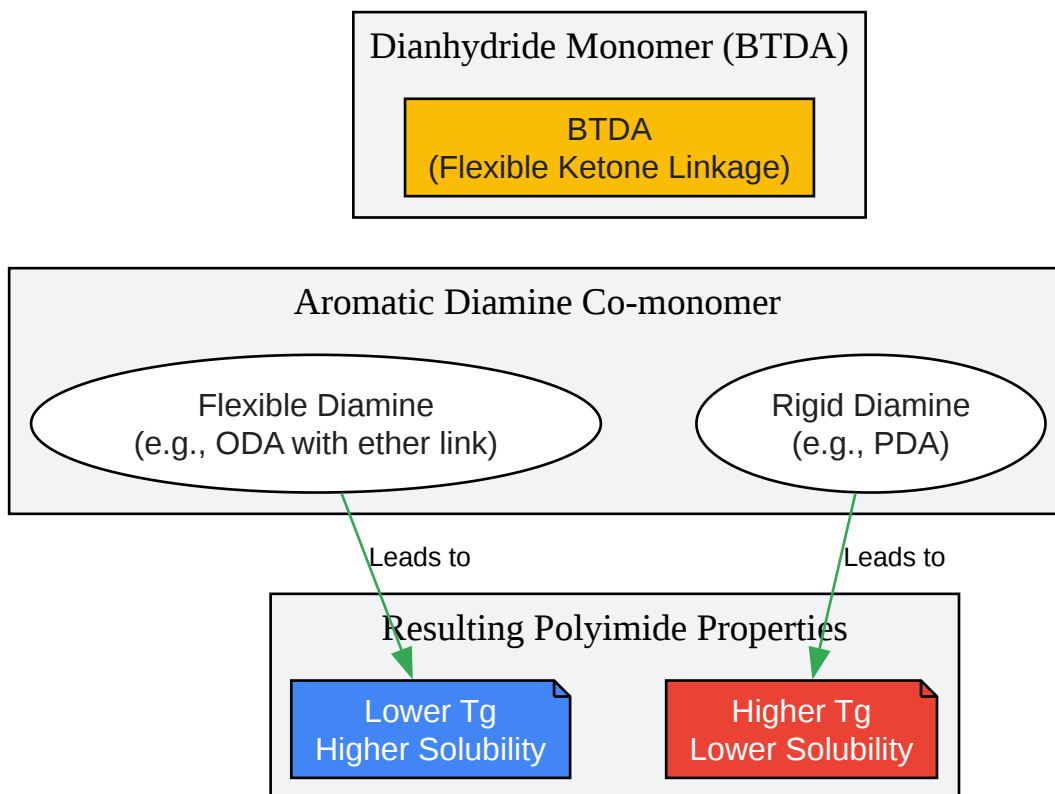 Dianhydride Monomer (BTDA)
BTDA
(Flexible Ketone Linkage)
Aromatic Diamine Co-monomer
Flexible Diamine
(e.g., ODA with ether link)
Rigid Diamine
(e.g., PDA)
Leads to
Leads to
Resulting Polyimide Properties
Lower Tg
Higher Solubility
Higher Tg
Lower Solubility